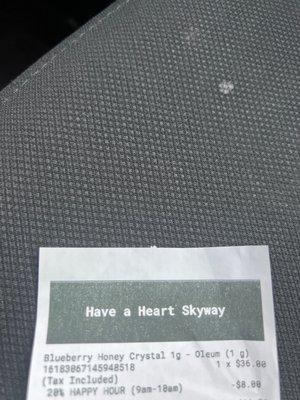 Have a Heart Skyway
Blueberry Honey Crystal 1g - Oleum (1 g)
16183067145948518 1 x $36.00
(Tax Included)
20% HAPPY HOUR (9am-10am) -$8.00